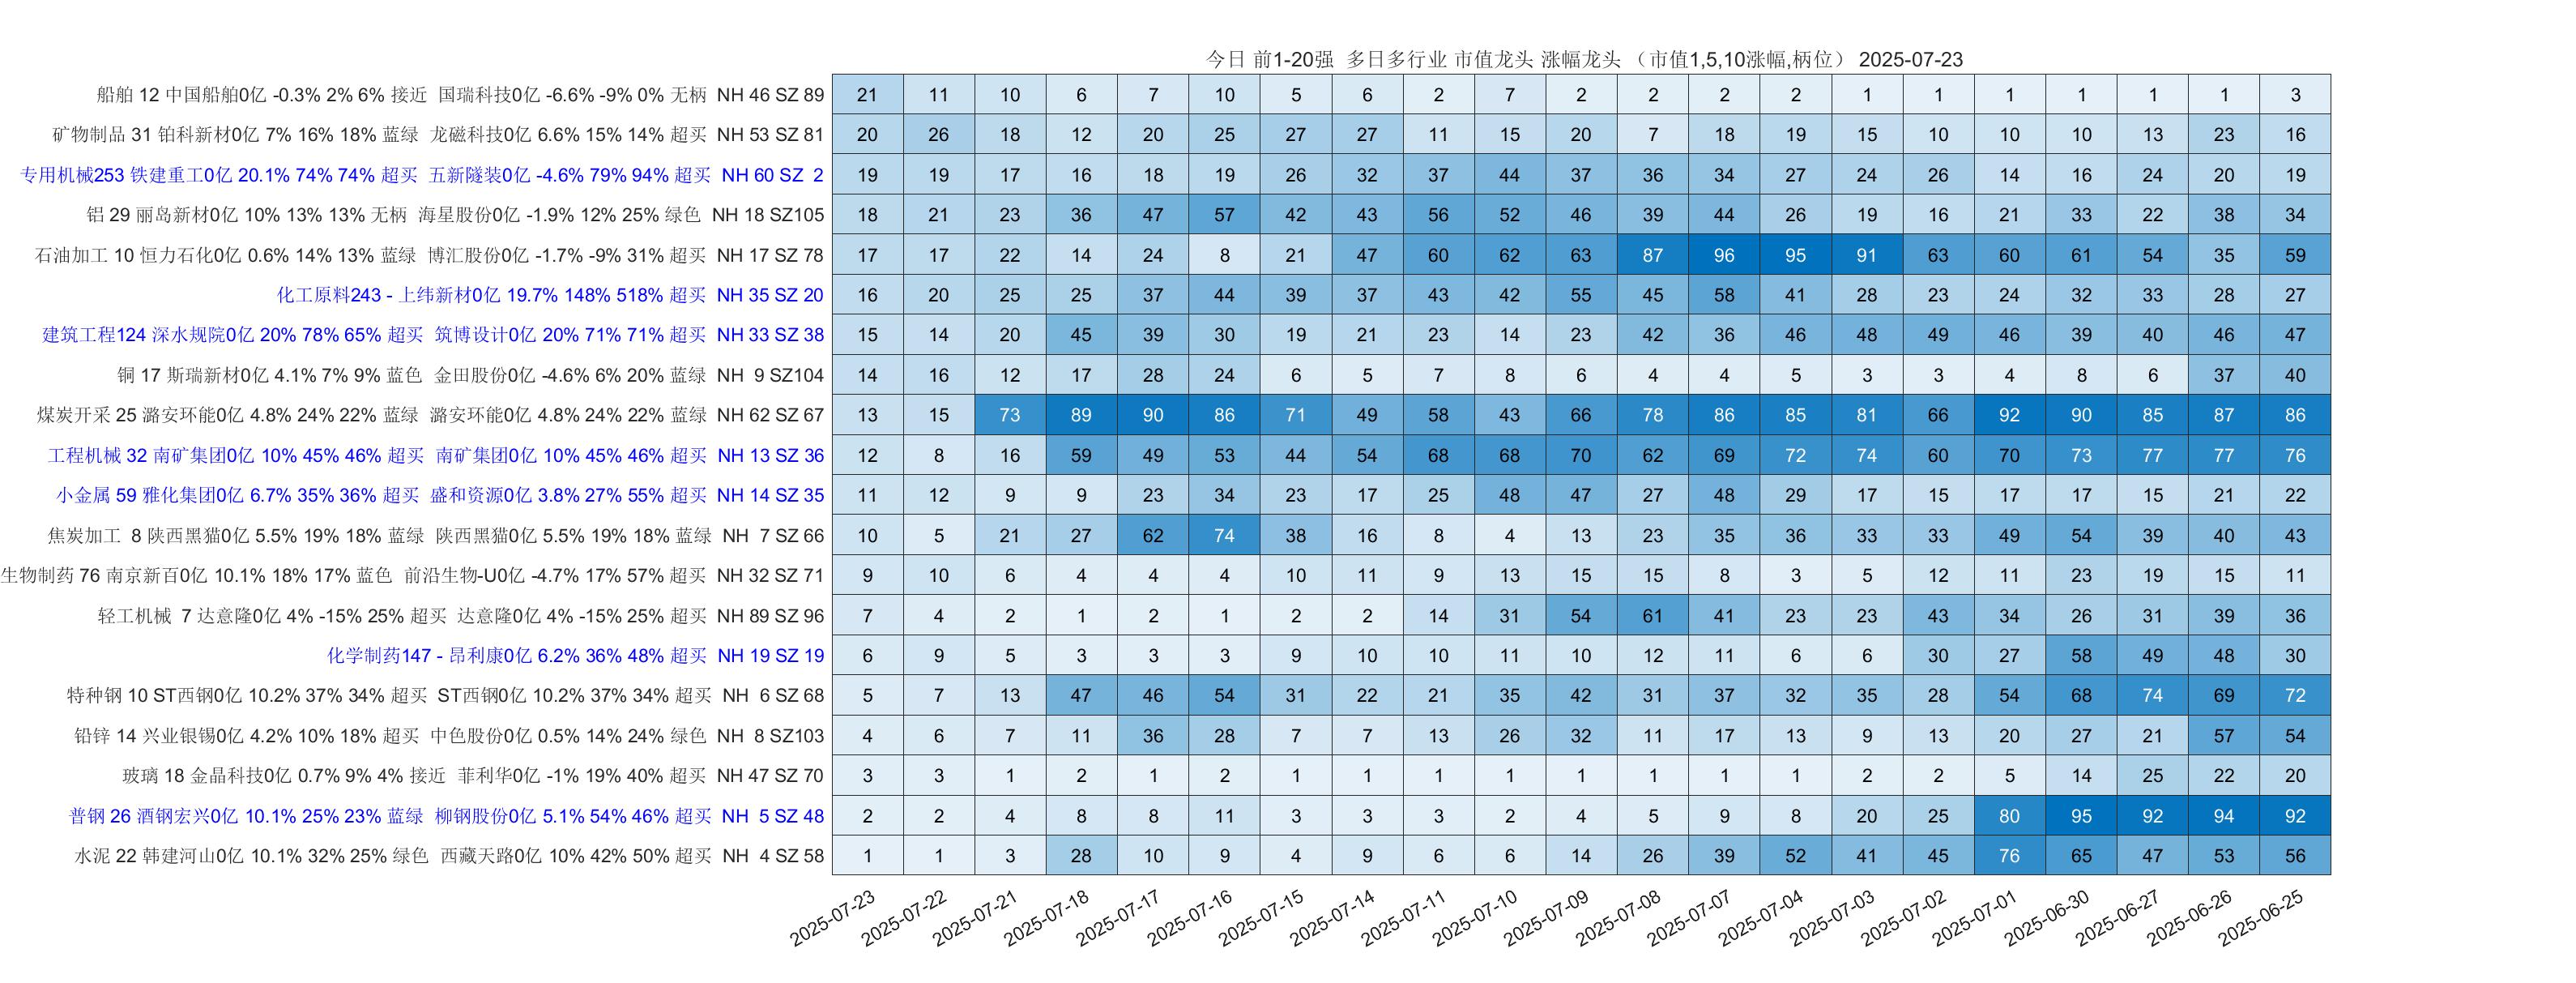 今日 前1-20强 多日多行业 市值龙头 涨幅龙头 （市值1,5,10涨幅,柄位） 2025-07-23
船舶 12 中国船舶0亿 -0.3% 2% 6% 接近 国瑞科技0亿 -6.6% -9% 0% 无柄 NH 46 SZ 89 21 11 10 6 7 10 5 6 2 7 2 2 2 2 1 1 1 1 1 1 3
矿物制品 31 铂科新材0亿 7% 16% 18% 蓝绿 龙磁科技0亿 6.6% 15% 14% 超买 NH 53 SZ 81 20 26 18 12 20 25 27 27 11 15 20 7 18 19 15 10 10 10 13 23 16
专用机械253 铁建重工0亿 20.1% 74% 74% 超买 五新隧装0亿 -4.6% 79% 94% 超买 NH 60 SZ 2 19 19 17 16 18 19 26 32 37 44 37 36 34 27 24 26 14 16 24 20 19
铝 29 丽岛新材0亿 10% 13% 13% 无柄 海星股份0亿 -1.9% 12% 25% 绿色 NH 18 SZ105 18 21 23 36 47 57 42 43 56 52 46 39 44 26 19 16 21 33 22 38 34
石油加工 10 恒力石化0亿 0.6% 14% 13% 蓝绿 博汇股份0亿 -1.7% -9% 31% 超买 NH 17 SZ 78 17 17 22 14 24 8 21 47 60 62 63 87 96 95 91 63 60 61 54 35 59
化工原料243 - 上纬新材0亿 19.7% 148% 518% 超买 NH 35 SZ 20 16 20 25 25 37 44 39 37 43 42 55 45 58 41 28 23 24 32 33 28 27
建筑工程124 深水规院0亿 20% 78% 65% 超买 筑博设计0亿 20% 71% 71% 超买 NH 33 SZ 38 15 14 20 45 39 30 19 21 23 14 23 42 36 46 48 49 46 39 40 46 47
铜 17 斯瑞新材0亿 4.1% 7% 9% 蓝色 金田股份0亿 -4.6% 6% 20% 蓝绿 NH 9 SZ104 14 16 12 17 28 24 6 5 7 8 6 4 4 5 3 3 4 8 6 37 40
煤炭开采 25 潞安环能0亿 4.8% 24% 22% 蓝绿 潞安环能0亿 4.8% 24% 22% 蓝绿 NH 62 SZ 67 13 15 73 89 90 86 71 49 58 43 66 78 86 85 81 66 92 90 85 87 86
工程机械 32 南矿集团0亿 10% 45% 46% 超买 南矿集团0亿 10% 45% 46% 超买 NH 13 SZ 36 12 8 16 59 49 53 44 54 68 68 70 62 69 72 74 60 70 73 77 77 76
小金属 59 雅化集团0亿 6.7% 35% 36% 超买 盛和资源0亿 3.8% 27% 55% 超买 NH 14 SZ 35 11 12 9 9 23 34 23 17 25 48 47 27 48 29 17 15 17 17 15 21 22
焦炭加工 8 陕西黑猫0亿 5.5% 19% 18% 蓝绿 陕西黑猫0亿 5.5% 19% 18% 蓝绿 NH 7 SZ 66 10 5 21 27 62 74 38 16 8 4 13 23 35 36 33 33 49 54 39 40 43
生物制药 76 南京新百0亿 10.1% 18% 17% 蓝色 前沿生物-U0亿 -4.7% 17% 57% 超买 NH 32 SZ 71 9 10 6 4 4 4 10 11 9 13 15 15 8 3 5 12 11 23 19 15 11
轻工机械 7 达意隆0亿 4% -15% 25% 超买 达意隆0亿 4% -15% 25% 超买 NH 89 SZ 96 7 4 2 1 2 1 2 2 14 31 54 61 41 23 23 43 34 26 31 39 36
化学制药147 - 昂利康0亿 6.2% 36% 48% 超买 NH 19 SZ 19 6 9 5 3 3 3 9 10 10 11 10 12 11 6 6 30 27 58 49 48 30
特种钢 10 ST西钢0亿 10.2% 37% 34% 超买 ST西钢0亿 10.2% 37% 34% 超买 NH 6 SZ 68 5 7 13 47 46 54 31 22 21 35 42 31 37 32 35 28 54 68 74 69 72
铅锌 14 兴业银锡0亿 4.2% 10% 18% 超买 中色股份0亿 0.5% 14% 24% 绿色 NH 8 SZ103 4 6 7 11 36 28 7 7 13 26 32 11 17 13 9 13 20 27 21 57 54
玻璃 18 金晶科技0亿 0.7% 9% 4% 接近 菲利华0亿 -1% 19% 40% 超买 NH 47 SZ 70 3 3 1 2 1 2 1 1 1 1 1 1 1 1 2 2 5 14 25 22 20
普钢 26 酒钢宏兴0亿 10.1% 25% 23% 蓝绿 柳钢股份0亿 5.1% 54% 46% 超买 NH 5 SZ 48 2 2 4 8 8 11 3 3 3 2 4 5 9 8 20 25 80 95 92 94 92
水泥 22 韩建河山0亿 10.1% 32% 25% 绿色 西藏天路0亿 10% 42% 50% 超买 NH 4 SZ 58 1 1 3 28 10 9 4 9 6 6 14 26 39 52 41 45 76 65 47 53 56
2025-07-23 2025-07-22 2025-07-21 2025-07-18 2025-07-17 2025-07-16 2025-07-15 2025-07-14 2025-07-11 2025-07-10 2025-07-09 2025-07-08 2025-07-07 2025-07-04 2025-07-03 2025-07-02 2025-07-01 2025-06-30 2025-06-27 2025-06-26 2025-06-25